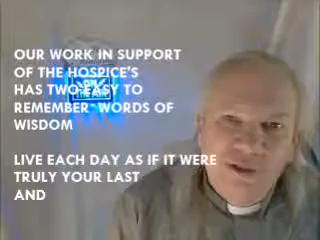 OUR WORK IN SUPPORT
OF THE HOSPICE'S
HAS TWO EASY TO
REMEMBER WORDS OF
WISDOM
LIVE EACH DAY AS IF IT WERE
TRULY YOUR LAST
AND